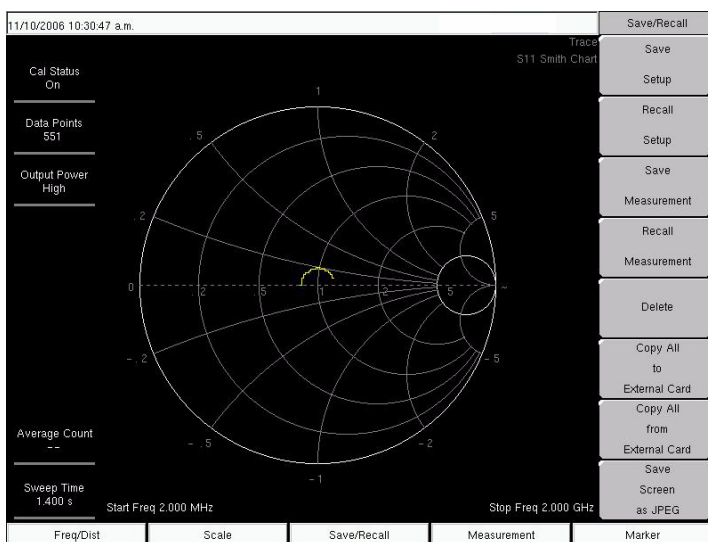 11/10/2006 10:30:47 a.m.
Save/Recall
Trace
S11 Smith Chart
Cal Status
On
Data Points
551
Output Power
High
Average Count
--
Sweep Time
1.400 s
1
.5
2
.2
5
0
.2
.5
1
2
5
~
-.2
-5
-.5
-2
-1
Start Freq 2.000 MHz
Stop Freq 2.000 GHz
Save
Setup
Recall
Setup
Save
Measurement
Recall
Measurement
Delete
Copy All
to
External Card
Copy All
from
External Card
Save
Screen
as JPEG
Freq/Dist
Scale
Save/Recall
Measurement
Marker